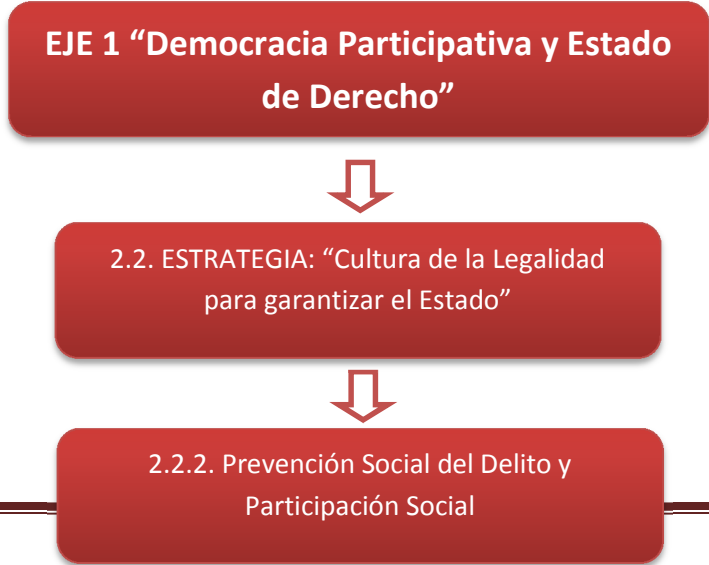 EJE 1 “Democracia Participativa y Estado
de Derecho”
2.2. ESTRATEGIA: “Cultura de la Legalidad
para garantizar el Estado”
2.2.2. Prevención Social del Delito y
Participación Social